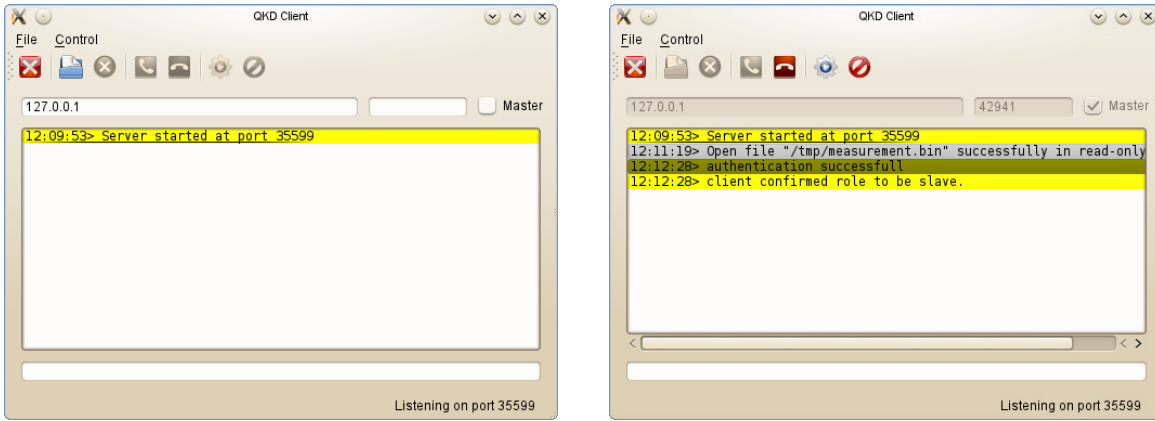 QKD Client
File Control
127.0.0.1 Master
12:09:53> Server started at port 35599
Listening on port 35599
QKD Client
File Control
127.0.0.1 42941 Master
12:09:53> Server started at port 35599
12:11:19> Open file "/tmp/measurement.bin" successfully in read-only
12:12:28> authentication successfull
12:12:28> client confirmed role to be slave.
Listening on port 35599